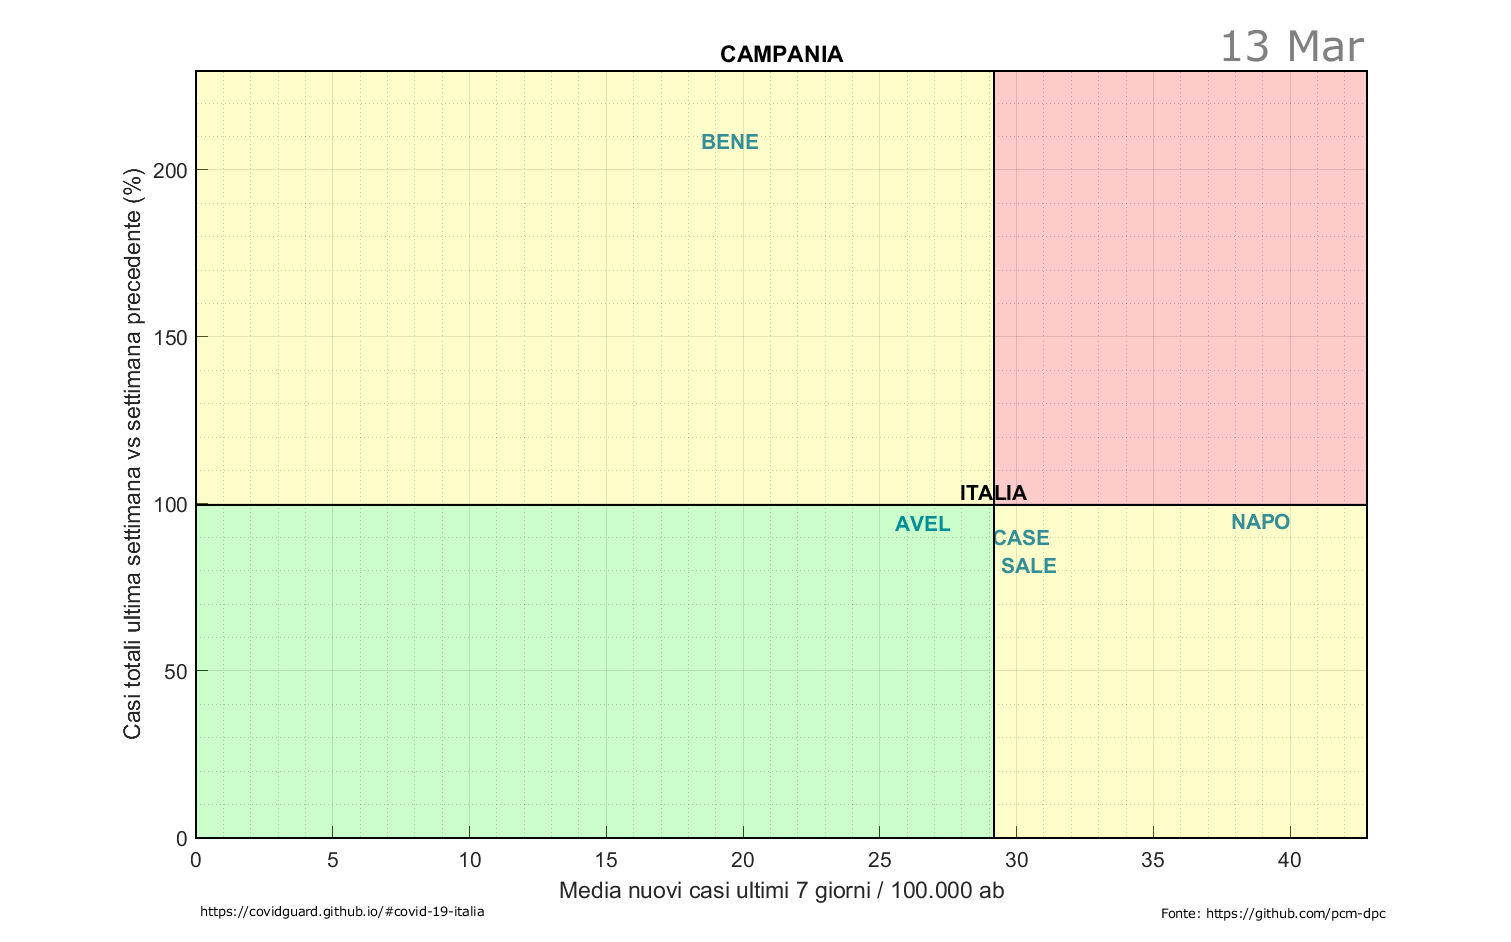 13 Mar
CAMPANIA
Casi totali ultima settimana vs settimana precedente (%)
200
150
100
50
0
BENE
ITALIA
AVEL
NAPO
CASE
SALE
0 5 10 15 20 25 30 35 40
Media nuovi casi ultimi 7 giorni / 100.000 ab
https://covidguard.github.io/#covid-19-italia
Fonte: https://github.com/pcm-dpc